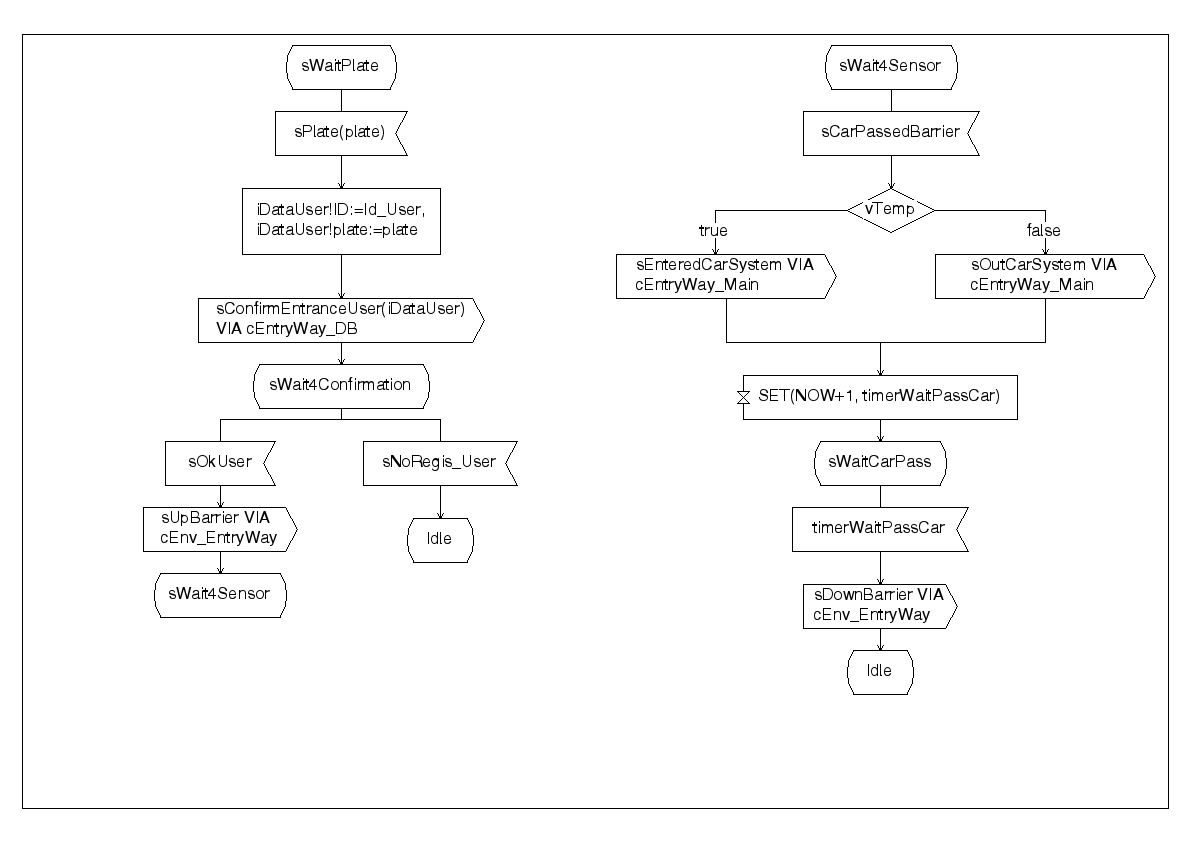 sWaitPlate
sPlate(plate)
iDataUser!ID:=Id_User,
iDataUser!plate:=plate
sConfirmEntranceUser(iDataUser)
VIA cEntryWay_DB
sWait4Confirmation
sOkUser
sNoRegis_User
sUpBarrier VIA
cEnv_EntryWay
Idle
sWait4Sensor
sWait4Sensor
sCarPassedBarrier
vTemp
true
false
sEnteredCarSystem VIA
cEntryWay_Main
sOutCarSystem VIA
cEntryWay_Main
SET(NOW+1, timerWaitPassCar)
sWaitCarPass
timerWaitPassCar
sDownBarrier VIA
cEnv_EntryWay
Idle